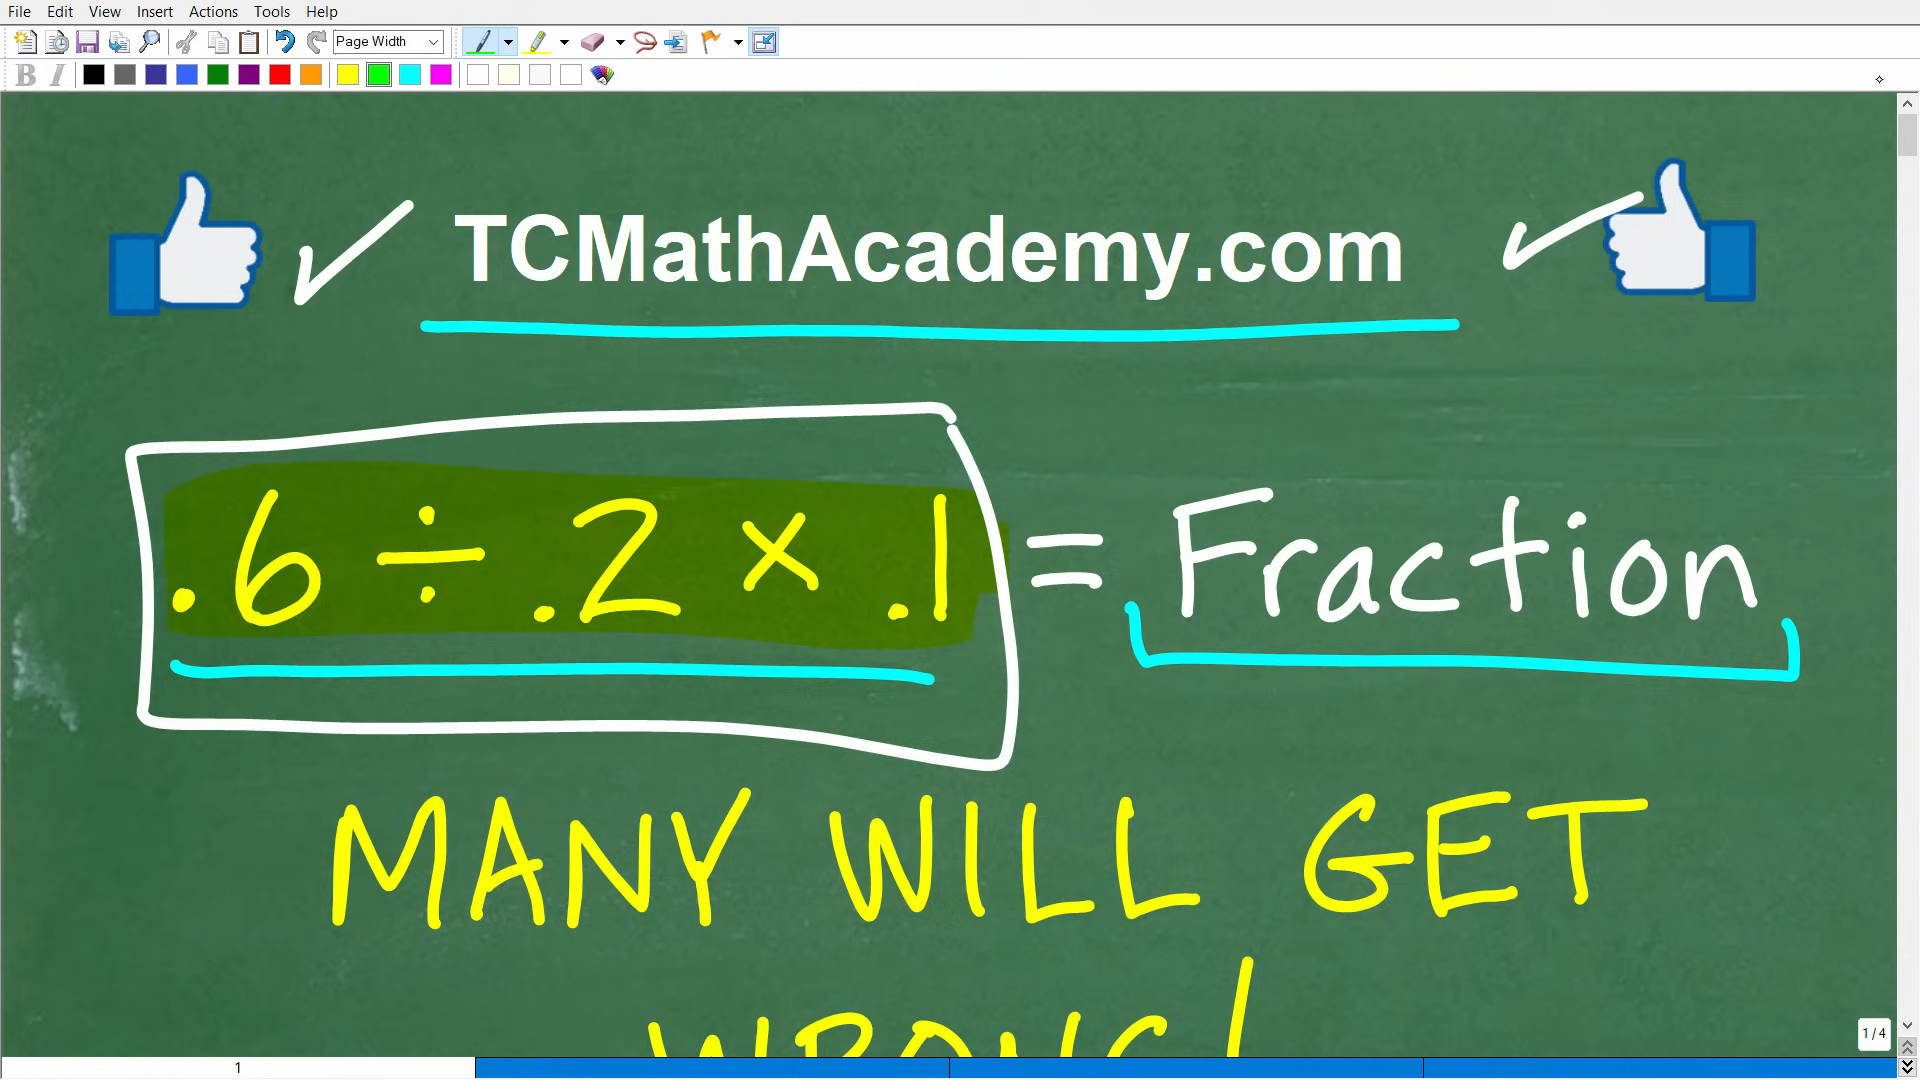 File Edit View Insert Actions Tools Help
Page Width
B I
TCMathAcademy.com
.6 ÷ .2 × .1 = Fraction
MANY WILL GET
WRONG!
1 / 4
1